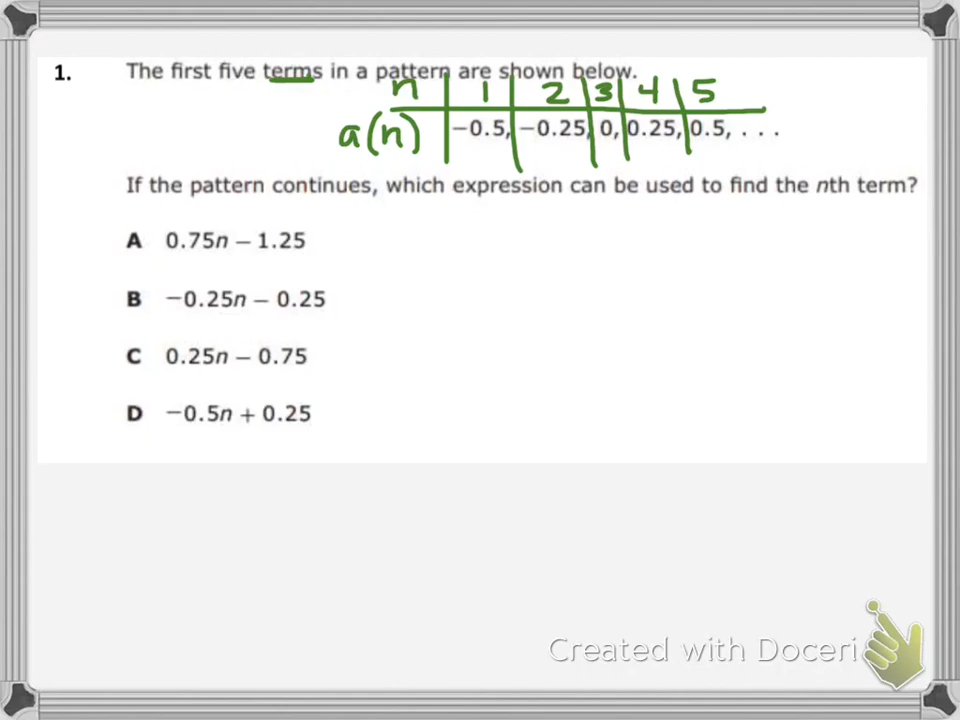 1. The first five terms in a pattern are shown below.
n 1 2 3 4 5
a(n) −0.5, −0.25, 0, 0.25, 0.5, . . .
If the pattern continues, which expression can be used to find the nth term?
A 0.75n − 1.25
B −0.25n − 0.25
C 0.25n − 0.75
D −0.5n + 0.25
Created with Doceri